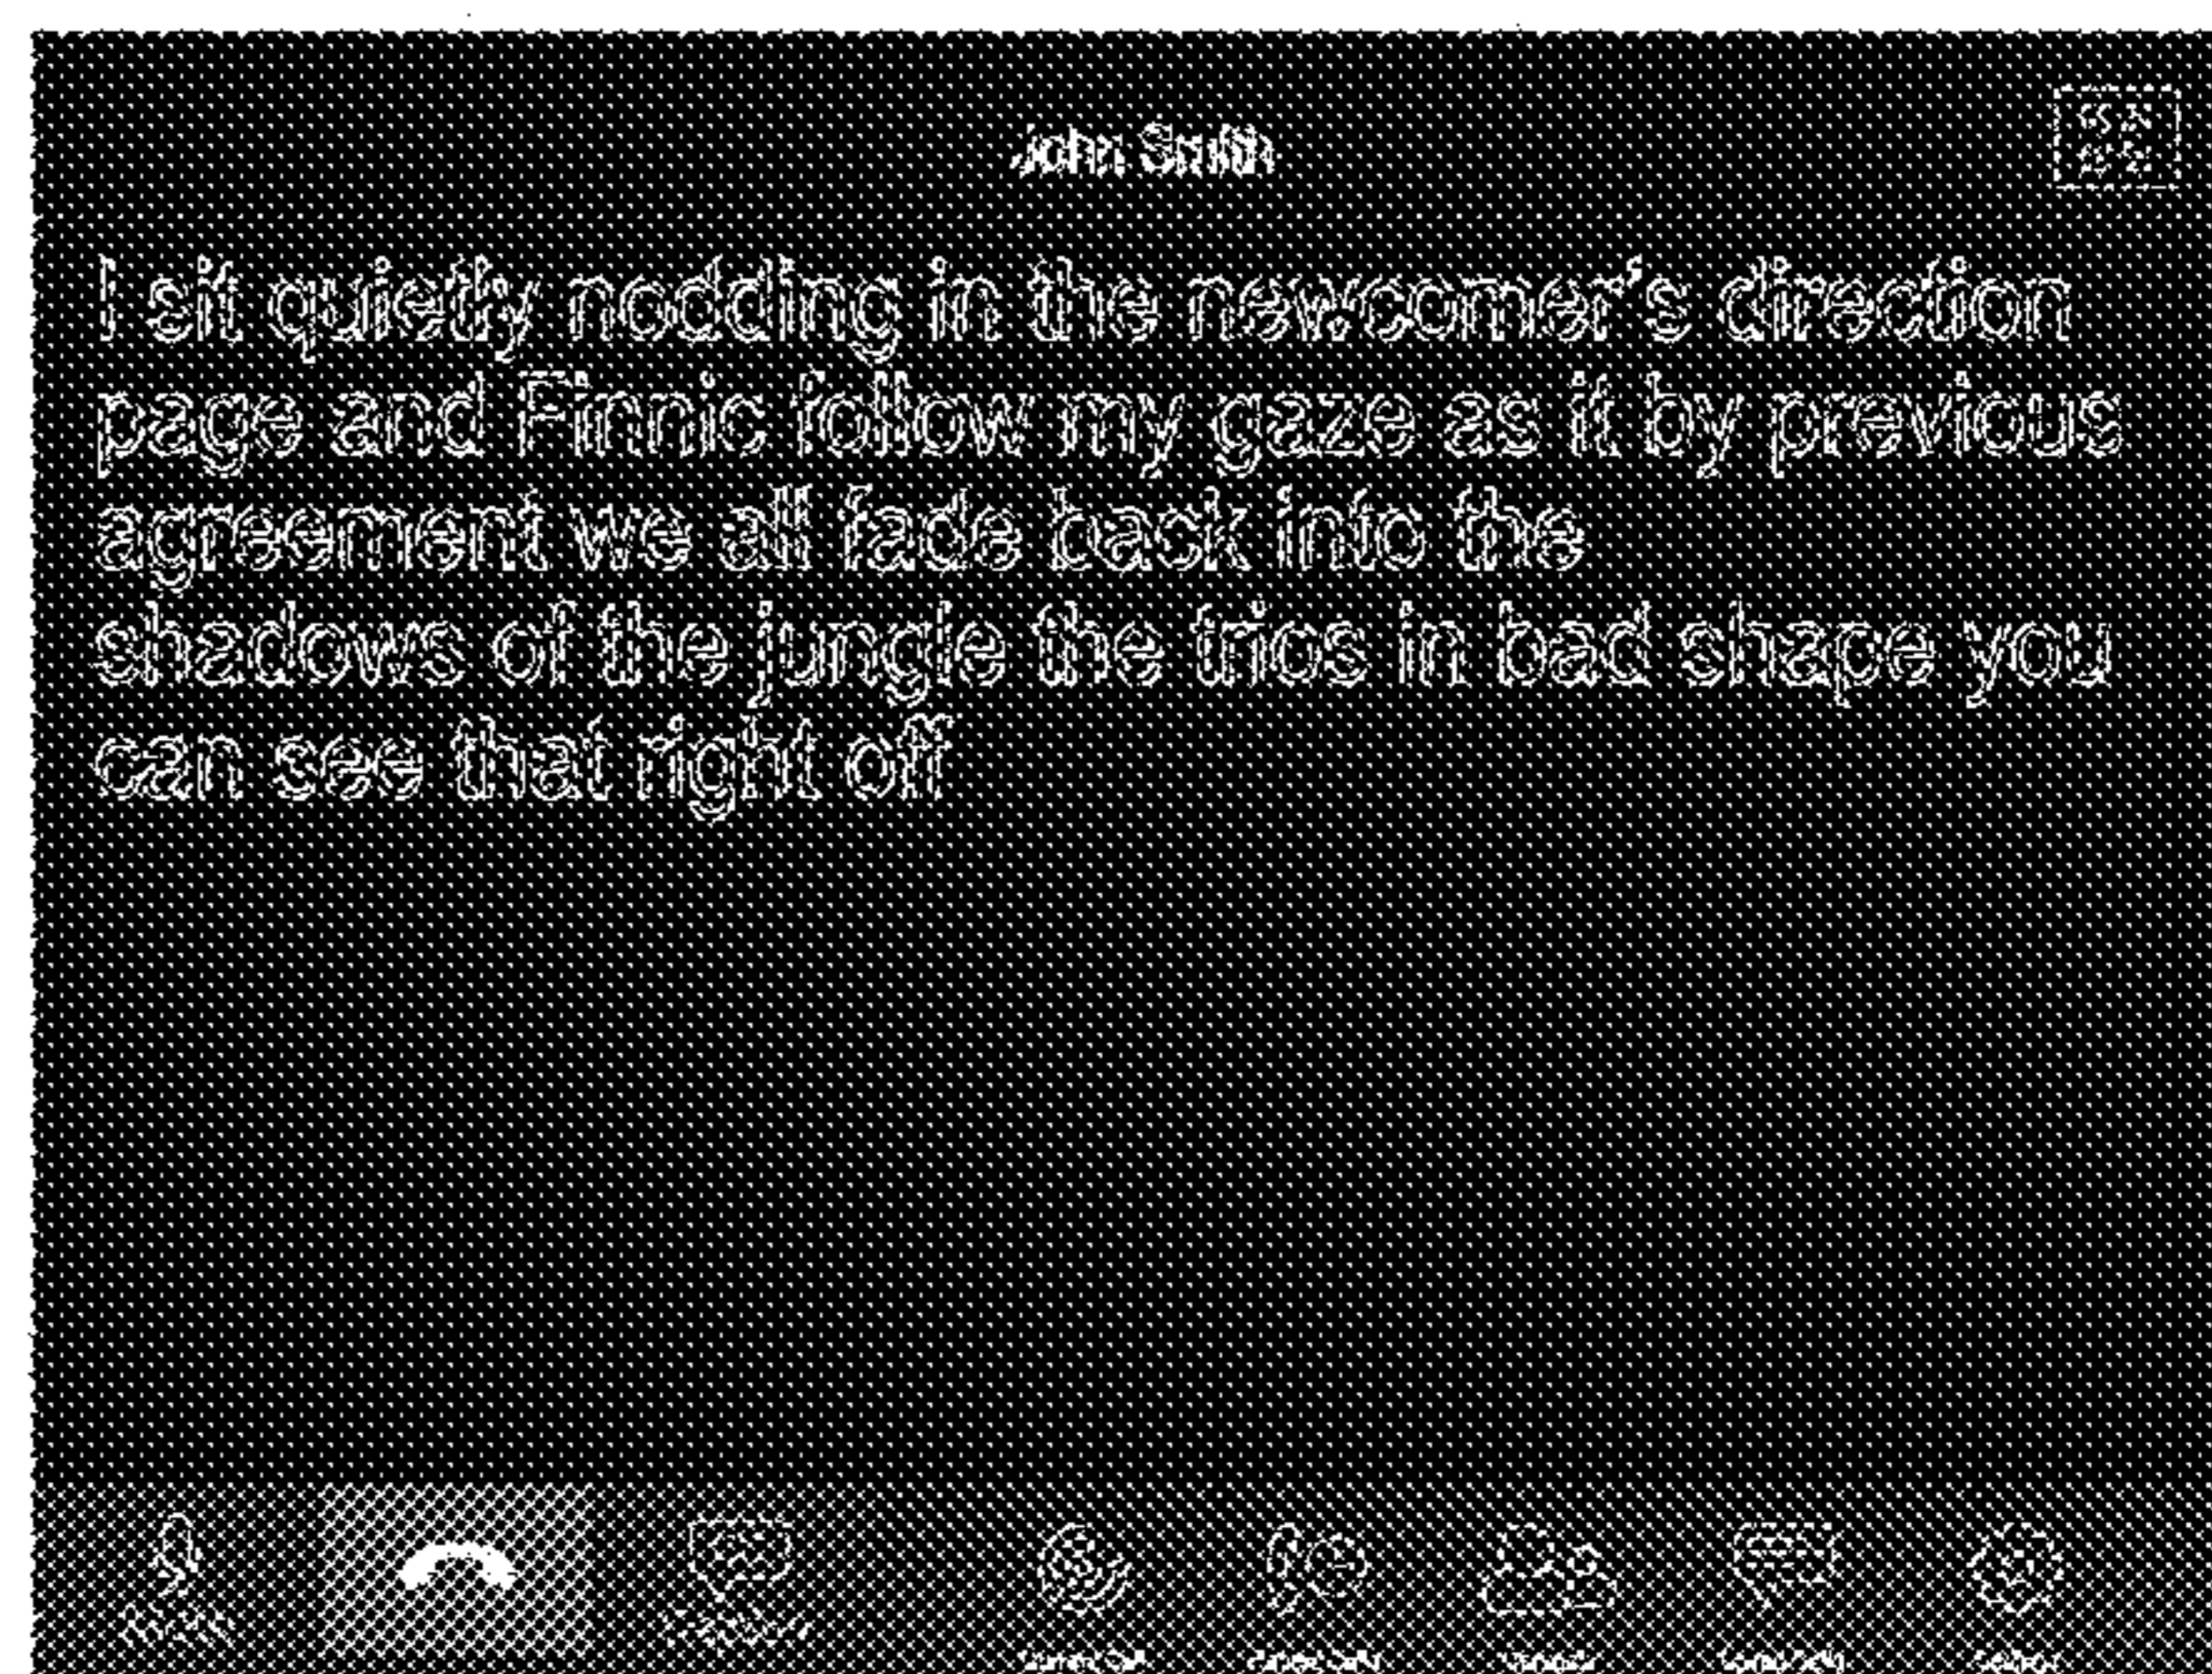 John Smith
I sit quietly nodding in the newcomer's direction
page and Finnic follow my gaze as it by previous
agreement we all fade back into the
shadows of the jungle the trios in bad shape you
can see that right off